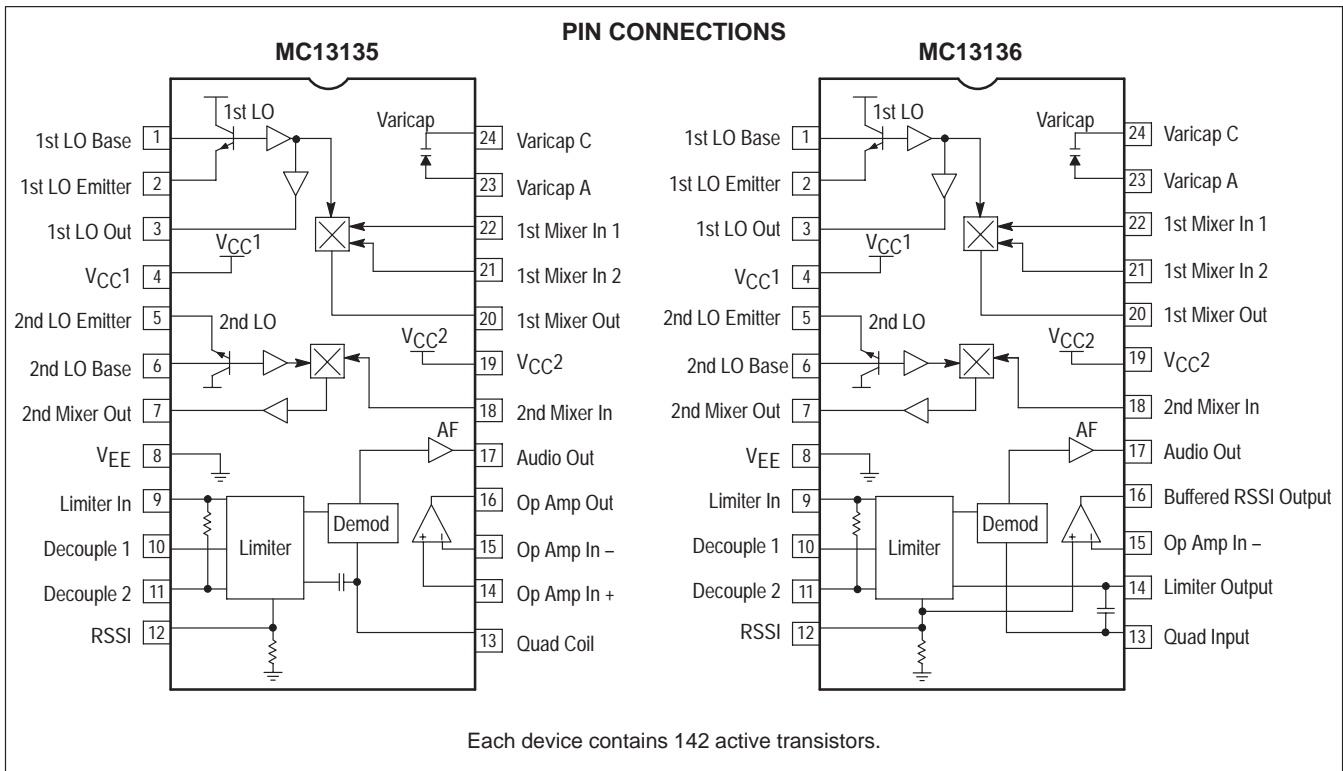 PIN CONNECTIONS
MC13135
1st LO
Varicap
1st LO Base 1
1st LO Emitter 2
1st LO Out 3
VCC1
VCC1 4
2nd LO Emitter 5
2nd LO
2nd LO Base 6
2nd Mixer Out 7
VEE 8
Limiter In 9
Decouple 1 10
Decouple 2 11
RSSI 12
Limiter
Demod
AF
+ –
VCC2
24 Varicap C
23 Varicap A
22 1st Mixer In 1
21 1st Mixer In 2
20 1st Mixer Out
19 VCC2
18 2nd Mixer In
17 Audio Out
16 Op Amp Out
15 Op Amp In –
14 Op Amp In +
13 Quad Coil
MC13136
1st LO
Varicap
1st LO Base 1
1st LO Emitter 2
1st LO Out 3
VCC1
VCC1 4
2nd LO Emitter 5
2nd LO
2nd LO Base 6
2nd Mixer Out 7
VEE 8
Limiter In 9
Decouple 1 10
Decouple 2 11
RSSI 12
Limiter
Demod
AF
+ –
VCC2
24 Varicap C
23 Varicap A
22 1st Mixer In 1
21 1st Mixer In 2
20 1st Mixer Out
19 VCC2
18 2nd Mixer In
17 Audio Out
16 Buffered RSSI Output
15 Op Amp In –
14 Limiter Output
13 Quad Input
Each device contains 142 active transistors.